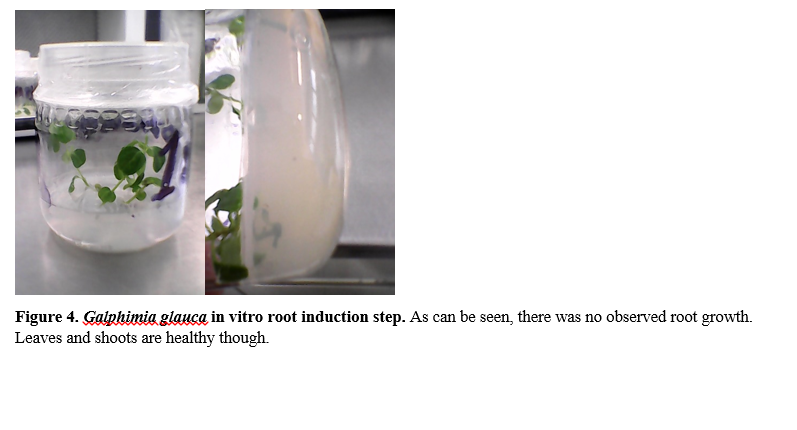 Figure 4. Galphimia glauca in vitro root induction step. As can be seen, there was no observed root growth.
Leaves and shoots are healthy though.